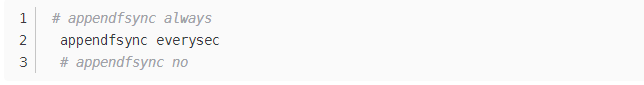 1 # appendfsync always
2 appendfsync everysec
3 # appendfsync no